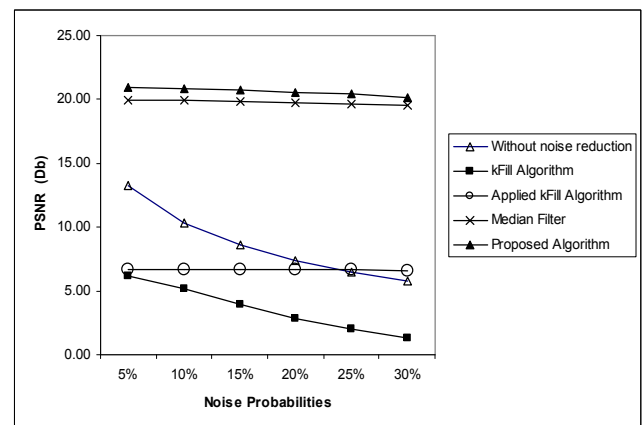 25.00
20.00
15.00
10.00
5.00
0.00
PSNR (Db)
5% 10% 15% 20% 25% 30%
Noise Probabilities
Without noise reduction
kFill Algorithm
Applied kFill Algorithm
Median Filter
Proposed Algorithm